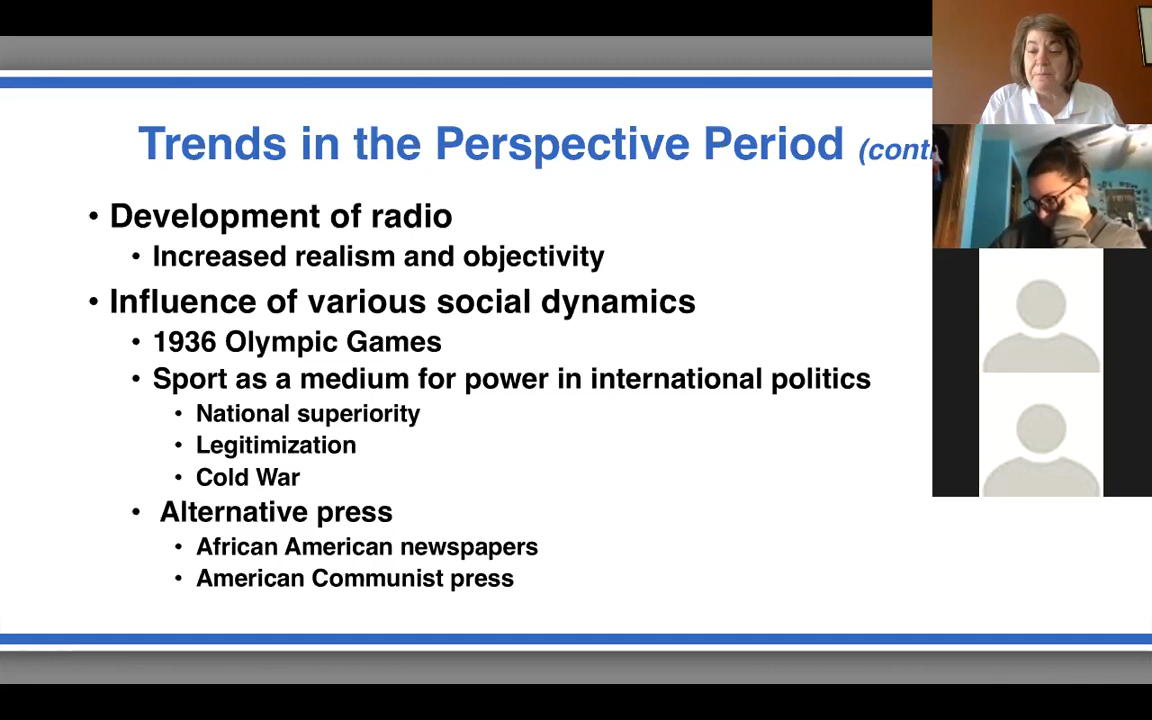 Trends in the Perspective Period (cont.
• Development of radio
• Increased realism and objectivity
• Influence of various social dynamics
• 1936 Olympic Games
• Sport as a medium for power in international politics
• National superiority
• Legitimization
• Cold War
• Alternative press
• African American newspapers
• American Communist press